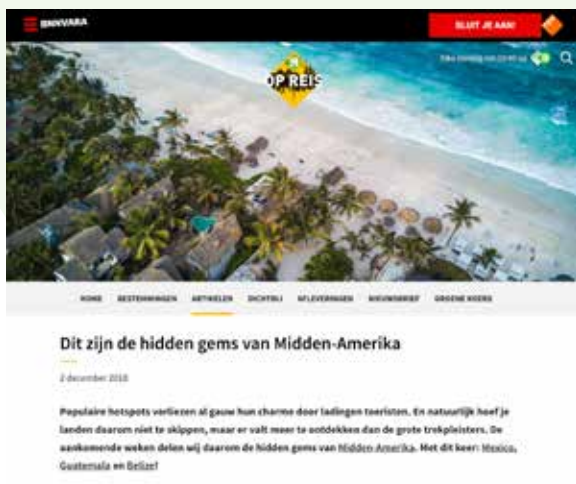 BNNVARA
SLUIT JE AAN!
3 OP REIS
HOME BESTEMMINGEN ARTIKELEN DICHTBIJ AFLEVERINGEN NIEUWSBRIEF GROENE KOERS
Dit zijn de hidden gems van Midden-Amerika
2 december 2018
Populaire hotspots verliezen al gauw hun charme door ladingen toeristen. En natuurlijk hoef je
landen daarom niet te skippen, maar er valt meer te ontdekken dan de grote trekpleisters. De
aankomende weken delen wij daarom de hidden gems van Midden-Amerika. Met dit keer: Mexico,
Guatemala en Belize!